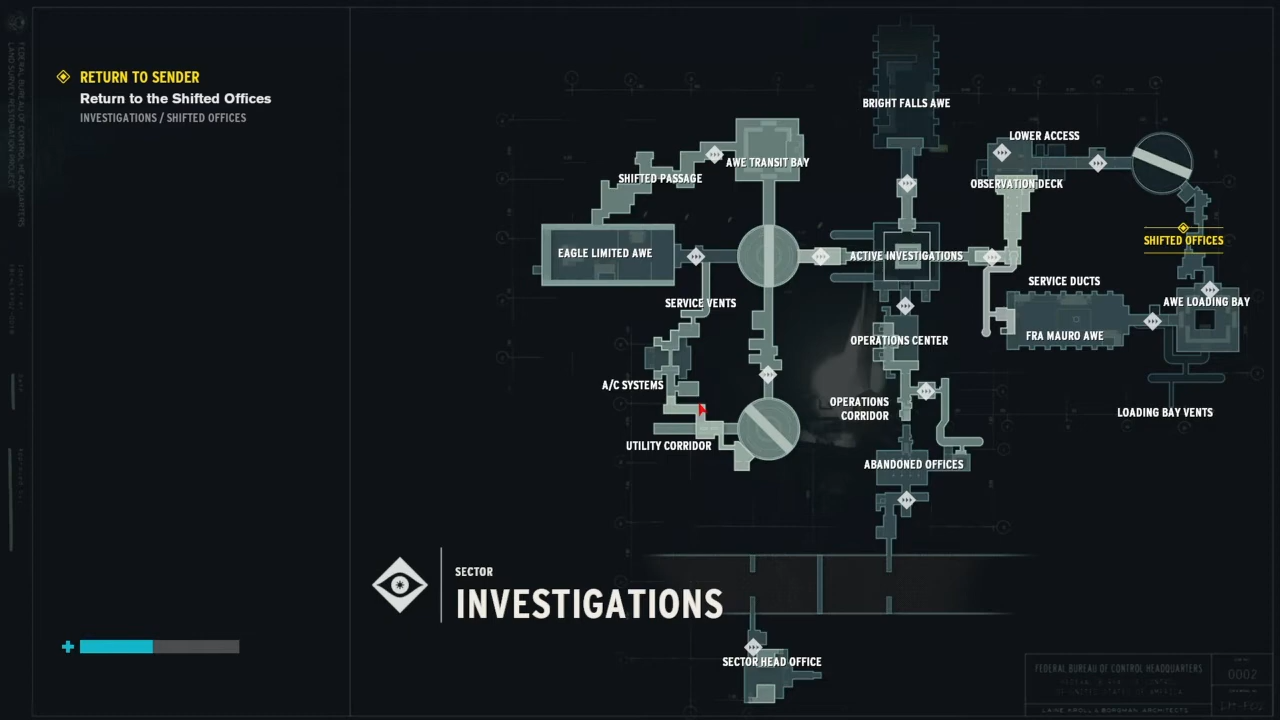 RETURN TO SENDER
Return to the Shifted Offices
INVESTIGATIONS / SHIFTED OFFICES
BRIGHT FALLS AWE
LOWER ACCESS
AWE TRANSIT BAY
SHIFTED PASSAGE
OBSERVATION DECK
SHIFTED OFFICES
EAGLE LIMITED AWE
ACTIVE INVESTIGATIONS
SERVICE DUCTS
SERVICE VENTS
AWE LOADING BAY
OPERATIONS CENTER
FRA MAURO AWE
A/C SYSTEMS
OPERATIONS
CORRIDOR
LOADING BAY VENTS
UTILITY CORRIDOR
ABANDONED OFFICES
SECTOR
INVESTIGATIONS
SECTOR HEAD OFFICE
FEDERAL BUREAU OF CONTROL HEADQUARTERS
0002